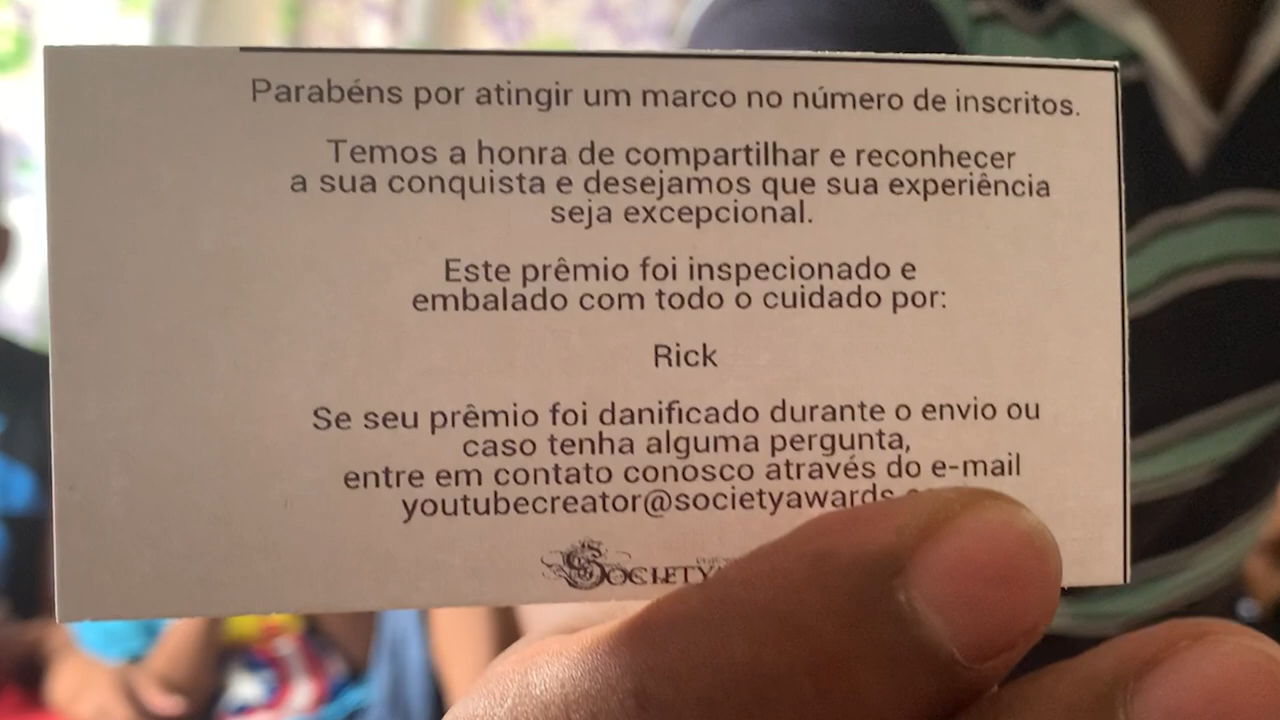 Parabéns por atingir um marco no número de inscritos.
Temos a honra de compartilhar e reconhecer
a sua conquista e desejamos que sua experiência
seja excepcional.
Este prêmio foi inspecionado e
embalado com todo o cuidado por:
Rick
Se seu prêmio foi danificado durante o envio ou
caso tenha alguma pergunta,
entre em contato conosco através do e-mail
youtubecreator@societyawards
SOCIETY